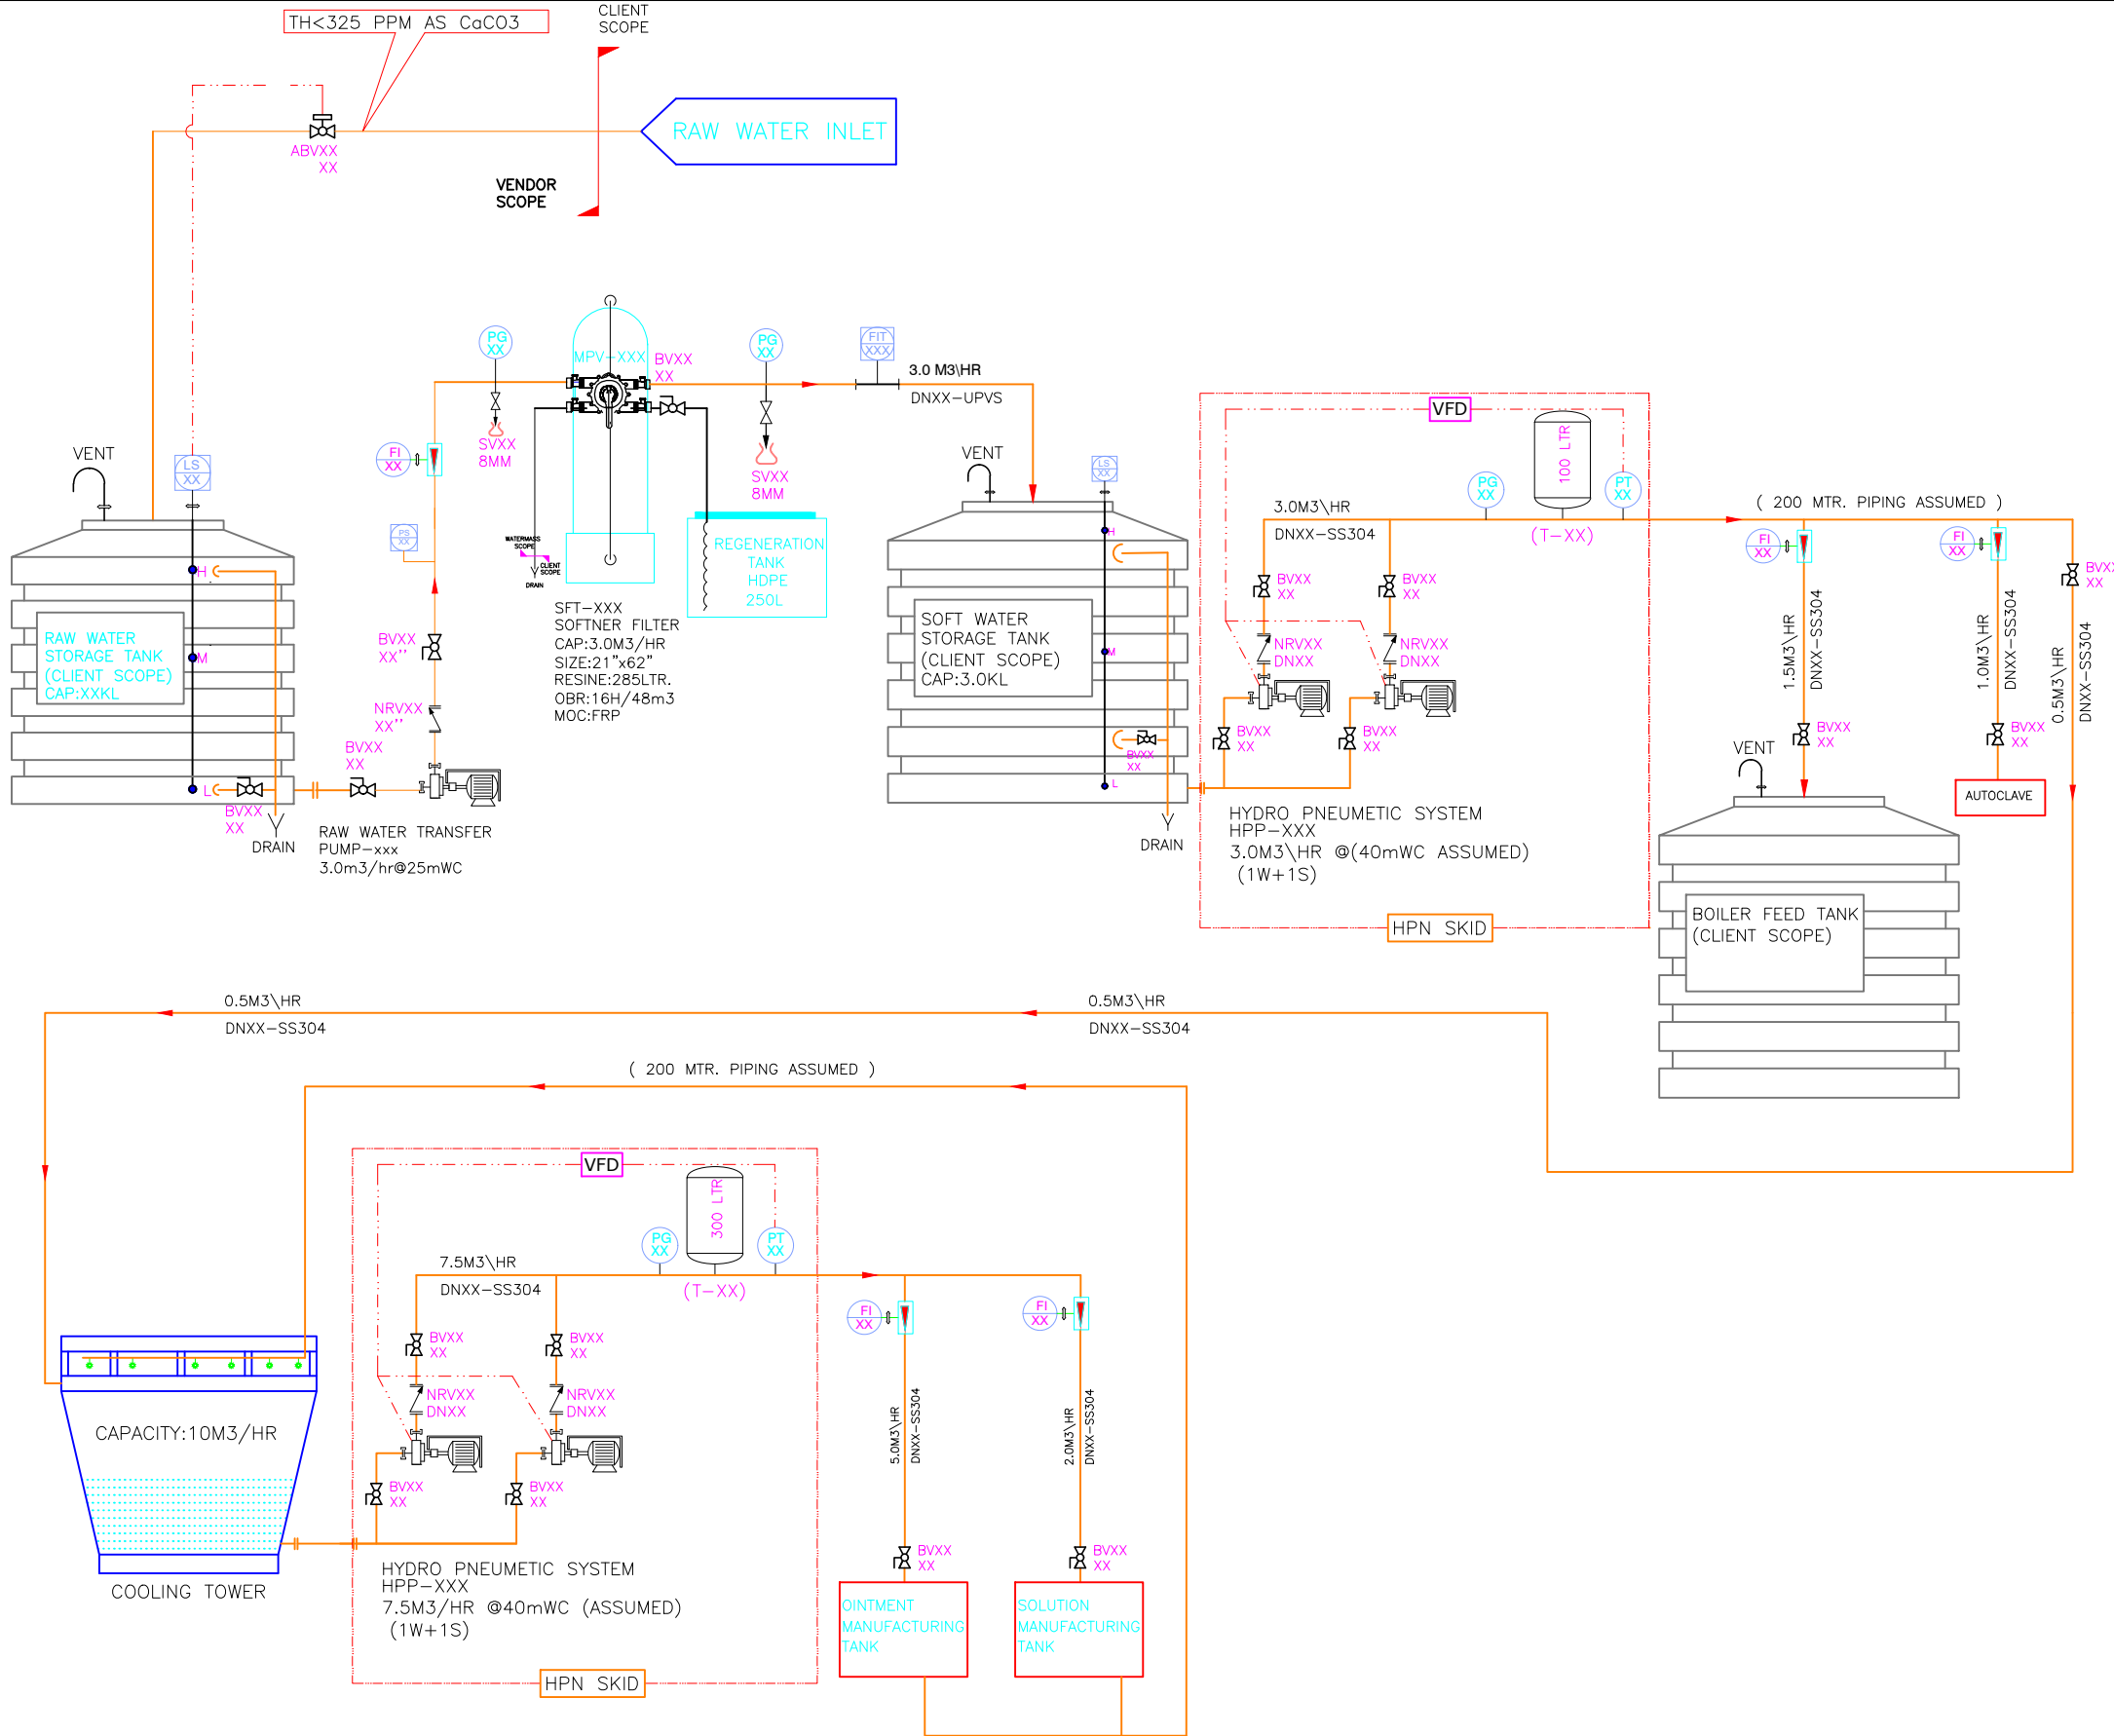 TH<325 PPM AS CaCO3
CLIENT
SCOPE
RAW WATER INLET
ABVXX
XX
VENDOR
SCOPE
PG
XX
MPV-XXX
BVXX
XX
PG
XX
FIT
XXX
3.0 M3\HR
DNXX-UPVS
SVXX
8MM
SVXX
8MM
FI
XX
PS
XX
WATERMASS
SCOPE
CLIENT
SCOPE
DRAIN
REGENERATION
TANK
HDPE
250L
VENT
LS
XX
H
M
L
RAW WATER
STORAGE TANK
(CLIENT SCOPE)
CAP:XXKL
BVXX
XX
DRAIN
BVXX
XX
NRVXX
XX''
BVXX
XX''
RAW WATER TRANSFER
PUMP-xxx
3.0m3/hr@25mWC
SFT-XXX
SOFTNER FILTER
CAP:3.0M3/HR
SIZE:21"x62"
RESINE:285LTR.
OBR:16H/48m3
MOC:FRP
VENT
LS
XX
H
M
L
SOFT WATER
STORAGE TANK
(CLIENT SCOPE)
CAP:3.0KL
BVXX
XX
DRAIN
VFD
100 LTR
PG
XX
PT
XX
(T-XX)
3.0M3\HR
DNXX-SS304
BVXX
XX
BVXX
XX
NRVXX
DNXX
NRVXX
DNXX
BVXX
XX
BVXX
XX
HYDRO PNEUMETIC SYSTEM
HPP-XXX
3.0M3\HR @(40mWC ASSUMED)
(1W+1S)
HPN SKID
( 200 MTR. PIPING ASSUMED )
FI
XX
FI
XX
BVXX
XX
1.5M3\HR
DNXX-SS304
1.0M3\HR
DNXX-SS304
0.5M3\HR
DNXX-SS304
BVXX
XX
BVXX
XX
VENT
AUTOCLAVE
BOILER FEED TANK
(CLIENT SCOPE)
0.5M3\HR
DNXX-SS304
0.5M3\HR
DNXX-SS304
( 200 MTR. PIPING ASSUMED )
VFD
300 LTR
PG
XX
PT
XX
(T-XX)
7.5M3\HR
DNXX-SS304
BVXX
XX
BVXX
XX
NRVXX
DNXX
NRVXX
DNXX
BVXX
XX
BVXX
XX
FI
XX
FI
XX
5.0M3\HR
DNXX-SS304
2.0M3\HR
DNXX-SS304
BVXX
XX
BVXX
XX
CAPACITY:10M3/HR
COOLING TOWER
HYDRO PNEUMETIC SYSTEM
HPP-XXX
7.5M3/HR @40mWC (ASSUMED)
(1W+1S)
HPN SKID
OINTMENT
MANUFACTURING
TANK
SOLUTION
MANUFACTURING
TANK